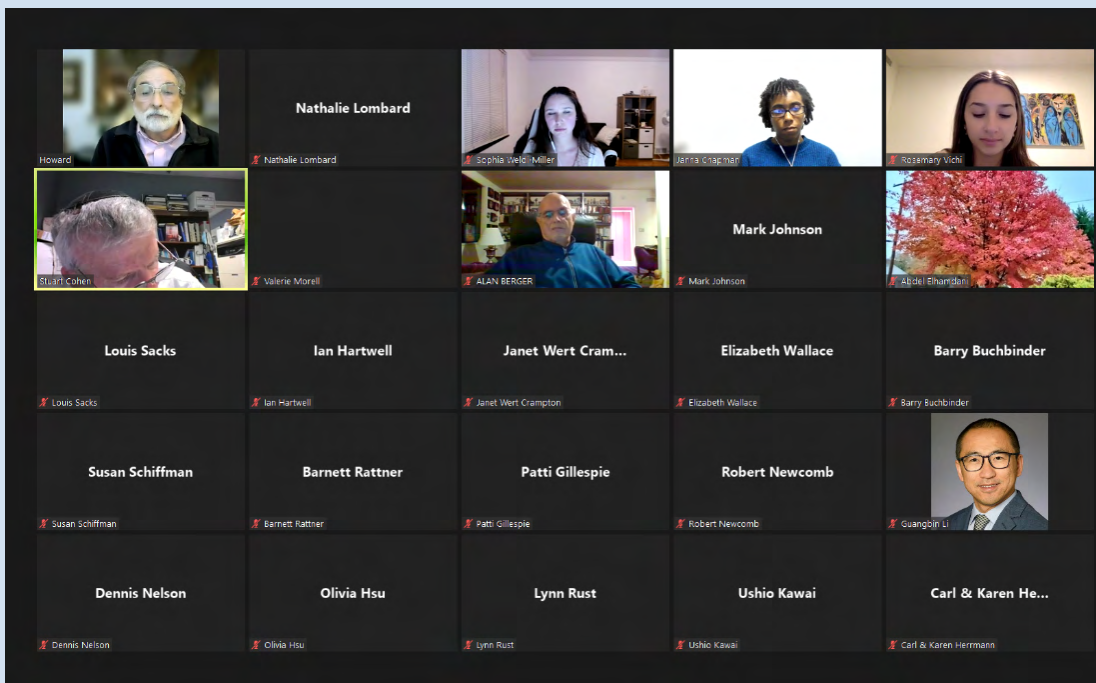 Howard
Nathalie Lombard
Nathalie Lombard
Sophia Weld-Miller
Janna Chapman
Rosemary Vichi
Stuart Cohen
Valerie Morell
ALAN BERGER
Mark Johnson
Mark Johnson
Abdel Elhamdani
Louis Sacks
Louis Sacks
Ian Hartwell
Ian Hartwell
Janet Wert Cram...
Janet Wert Crampton
Elizabeth Wallace
Elizabeth Wallace
Barry Buchbinder
Barry Buchbinder
Susan Schiffman
Susan Schiffman
Barnett Rattner
Barnett Rattner
Patti Gillespie
Patti Gillespie
Robert Newcomb
Robert Newcomb
Guangbin Li
Dennis Nelson
Dennis Nelson
Olivia Hsu
Olivia Hsu
Lynn Rust
Lynn Rust
Ushio Kawai
Ushio Kawai
Carl & Karen He...
Carl & Karen Herrmann